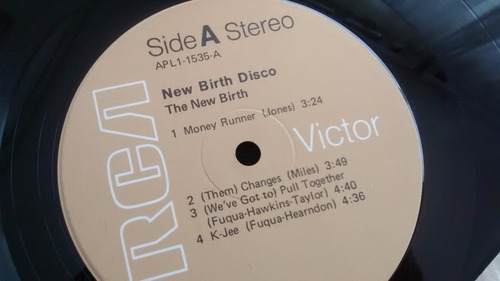 Side A Stereo
APL1-1535-A
New Birth Disco
The New Birth
1 Money Runner (Jones) 3:24
RCA
Victor
2 (Them) Changes (Miles) 3:49
3 (We've Got to) Pull Together
(Fuqua-Hawkins-Taylor) 4:40
4 K-Jee (Fuqua-Hearndon) 4:36